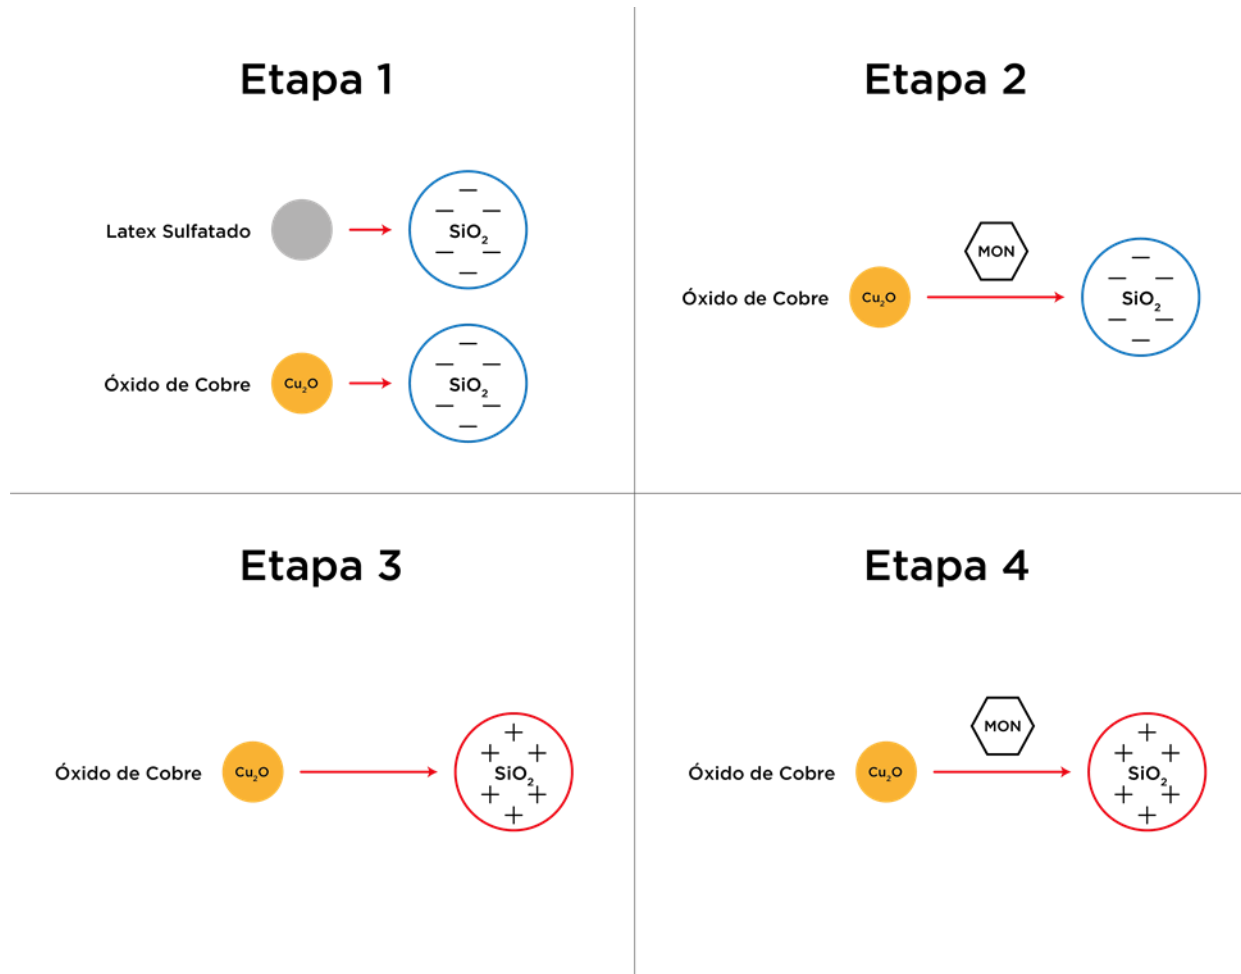 Etapa 1
Latex Sulfatado
SiO₂
Óxido de Cobre
Cu₂O
SiO₂
Etapa 2
MON
Óxido de Cobre
Cu₂O
SiO₂
Etapa 3
Óxido de Cobre
Cu₂O
SiO₂
Etapa 4
MON
Óxido de Cobre
Cu₂O
SiO₂